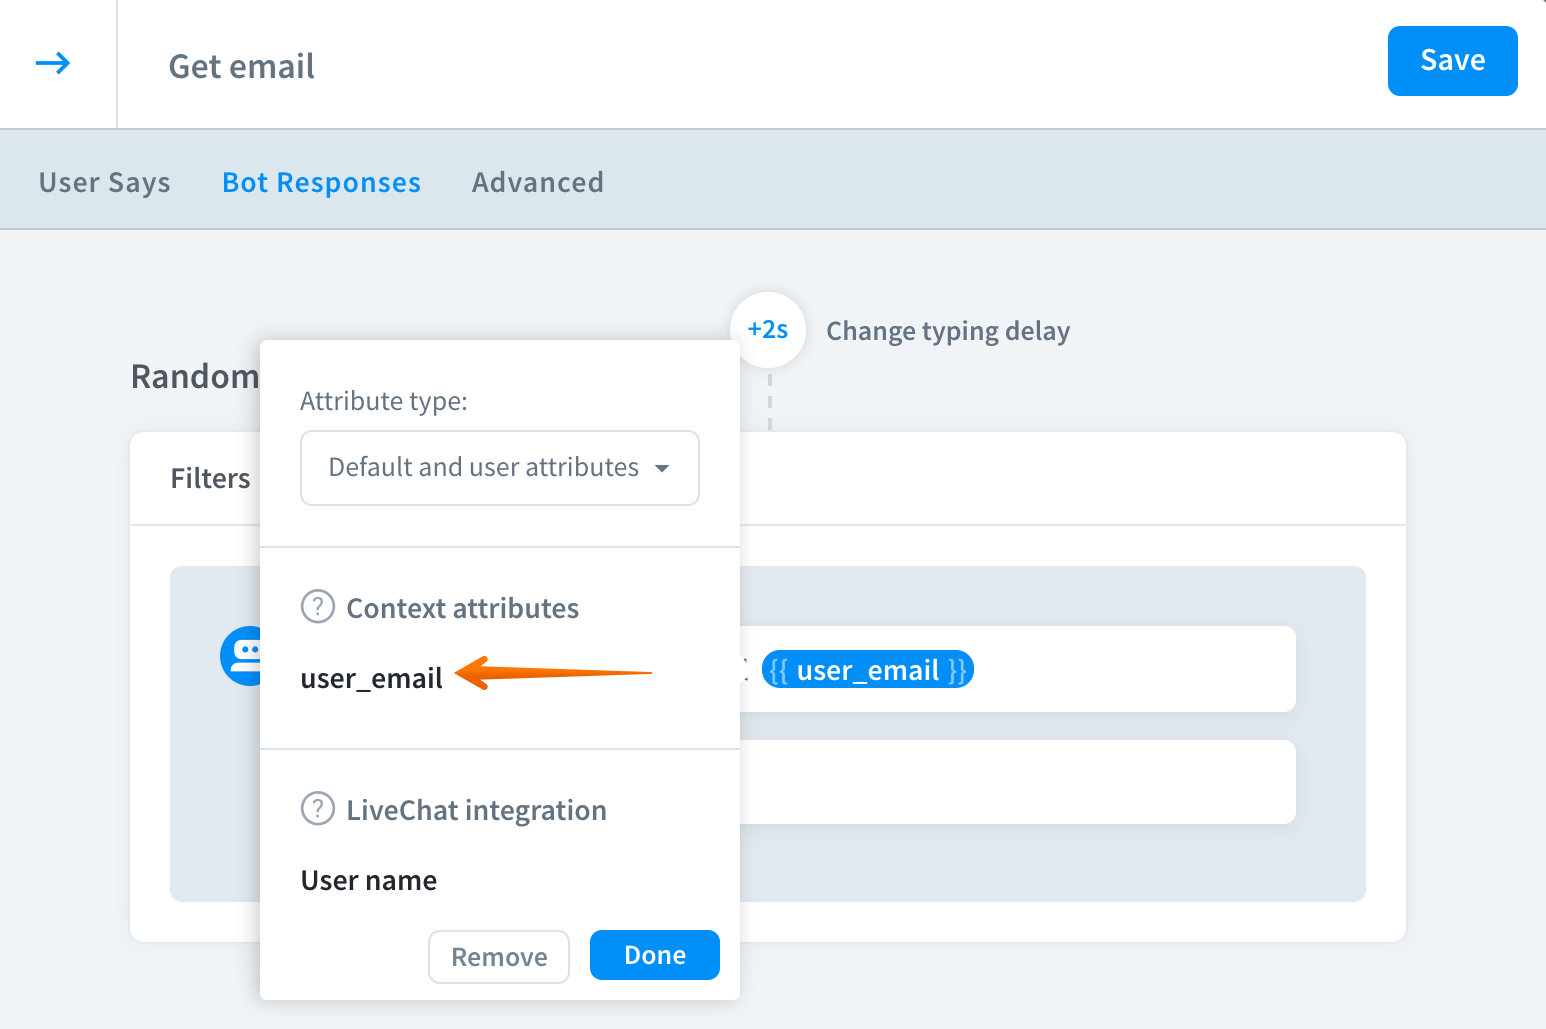 Get email
Save
User Says
Bot Responses
Advanced
+2s
Change typing delay
Random
Attribute type:
Default and user attributes
Filters
? Context attributes
user_email
: {{ user_email }}
? LiveChat integration
User name
Remove
Done